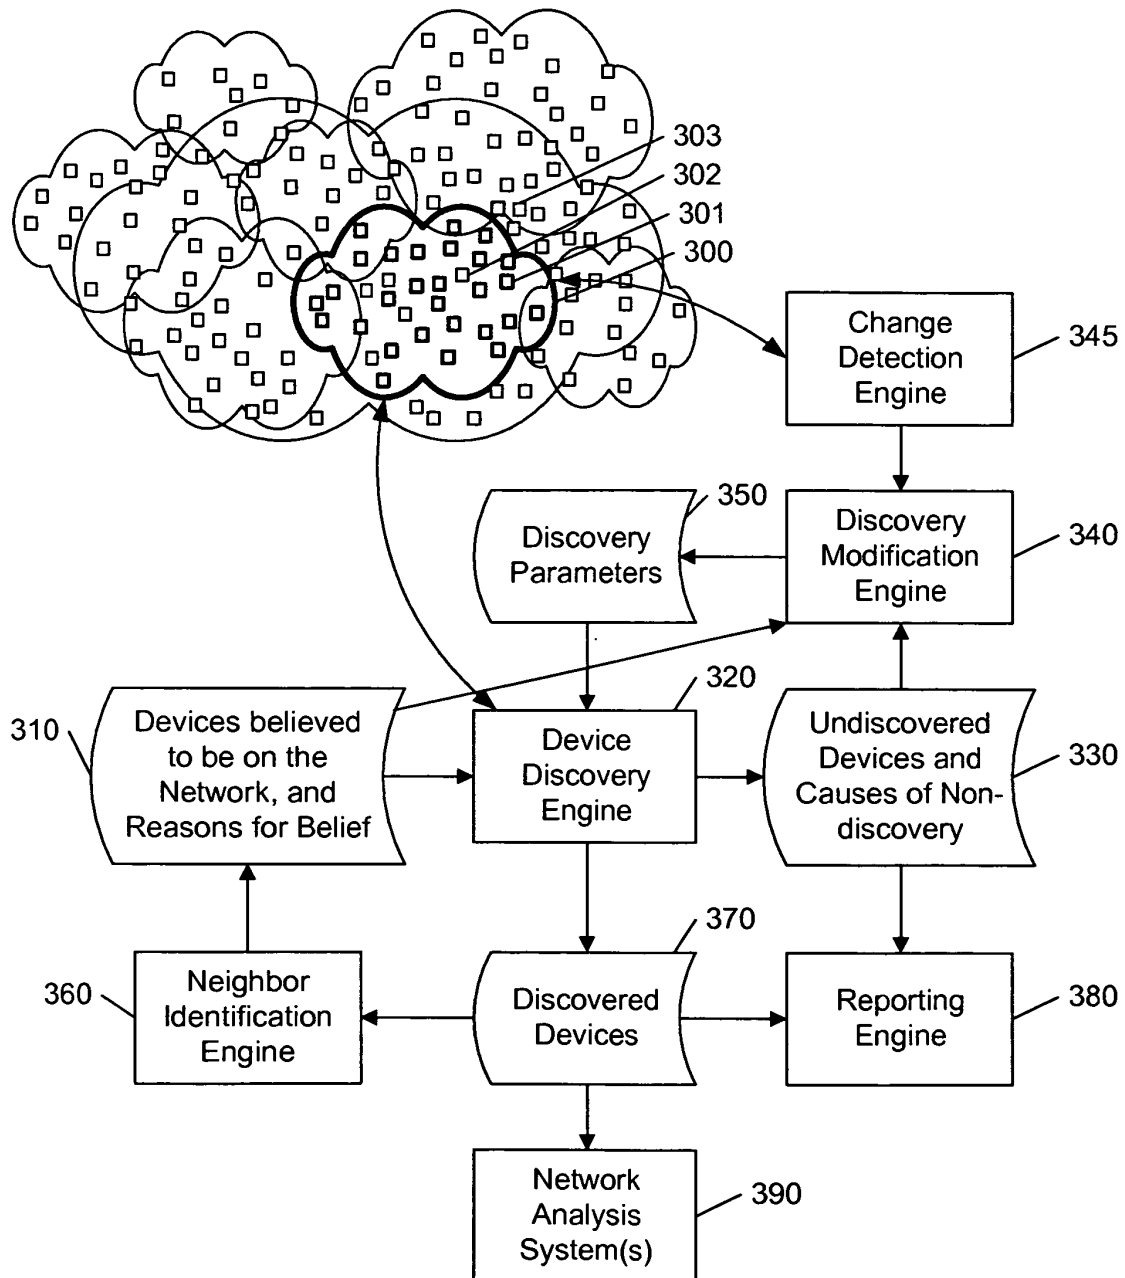 303
302
301
300
Change
Detection
Engine
345
350
Discovery
Parameters
Discovery
Modification
Engine
340
320
310
Devices believed
to be on the
Network, and
Reasons for Belief
Device
Discovery
Engine
Undiscovered
Devices and
Causes of Non-
discovery
330
370
360
Neighbor
Identification
Engine
Discovered
Devices
Reporting
Engine
380
Network
Analysis
System(s)
390